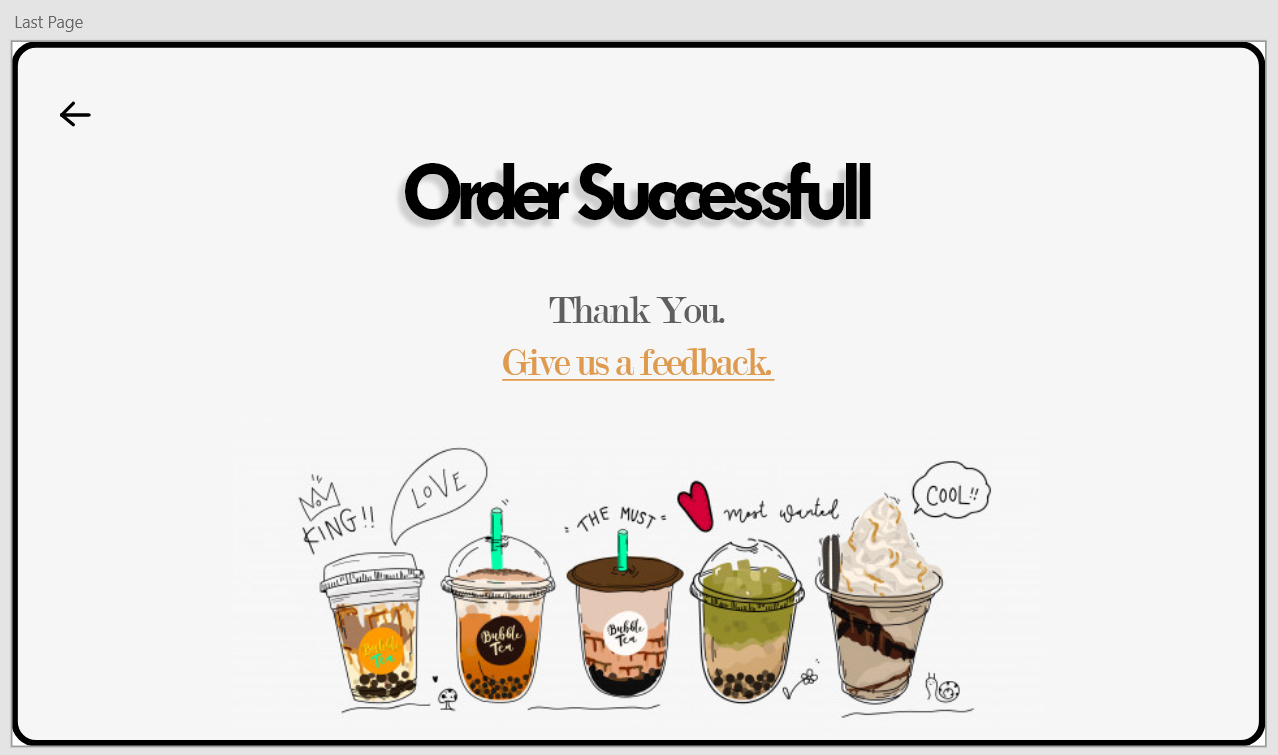 Last Page
Order Successfull
Thank You.
Give us a feedback.
KING!!
LOVE
THE MUST
most wanted
COOL!!
Bubble
Tea
Bubble
Tea
Bubble
Tea